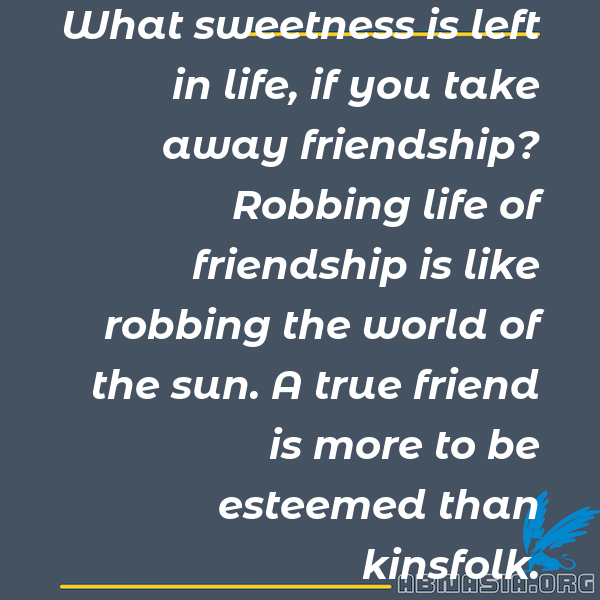 What sweetness is left
in life, if you take
away friendship?
Robbing life of
friendship is like
robbing the world of
the sun. A true friend
is more to be
esteemed than
kinsfolk.
ABNASIA.ORG